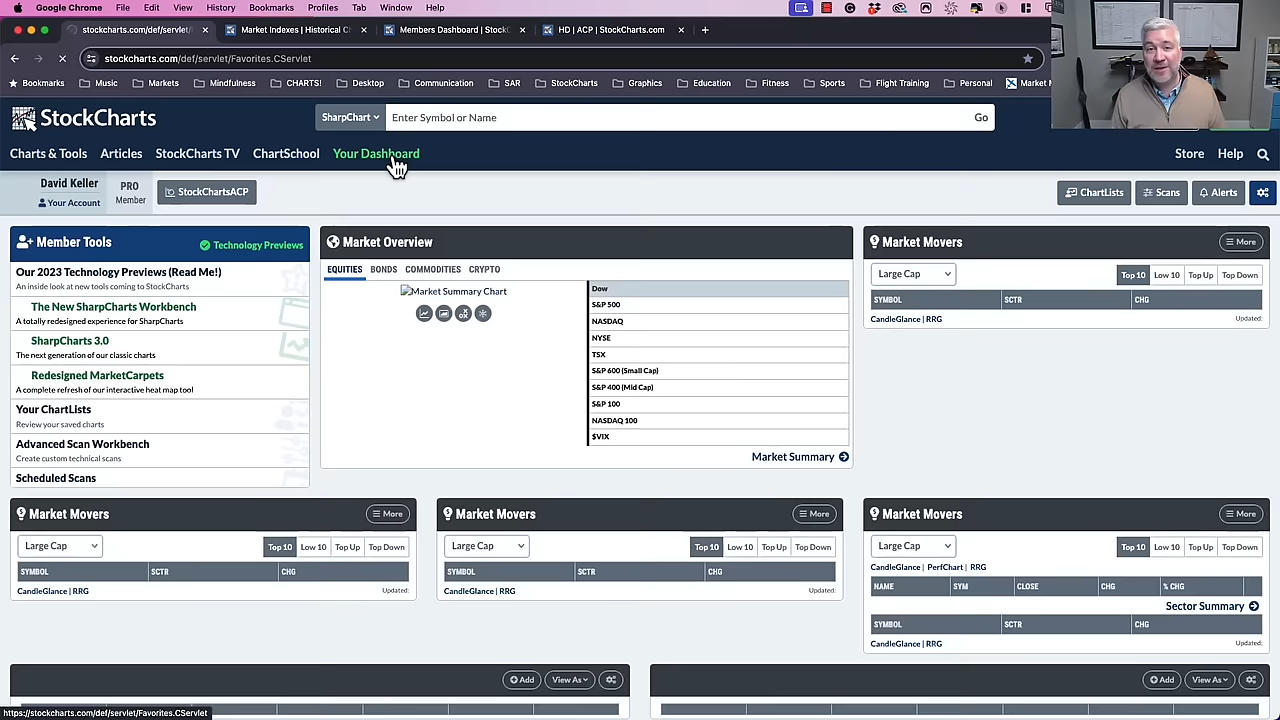 Google Chrome File Edit View History Bookmarks Profiles Tab Window Help
stockcharts.com/def/servlet/ Market Indexes | Historical C Members Dashboard | Stock HD | ACP | StockCharts.com
stockcharts.com/def/servlet/Favorites.CServlet
Bookmarks Music Markets Mindfulness CHARTS! Desktop Communication SAR StockCharts Graphics Education Fitness Sports Flight Training Personal Market M
StockCharts SharpChart Enter Symbol or Name Go
Charts & Tools Articles StockCharts TV ChartSchool Your Dashboard Store Help
David Keller
Your Account
PRO
Member
StockChartsACP ChartLists Scans Alerts
Member Tools Technology Previews
Our 2023 Technology Previews (Read Me!)
An inside look at new tools coming to StockCharts
The New SharpCharts Workbench
A totally redesigned experience for SharpCharts
SharpCharts 3.0
The next generation of our classic charts
Redesigned MarketCarpets
A complete refresh of our interactive heat map tool!
Your ChartLists
Review your saved charts
Advanced Scan Workbench
Create custom technical scans
Scheduled Scans
Market Overview
EQUITIES BONDS COMMODITIES CRYPTO
Market Summary Chart
Dow
S&P 500
NASDAQ
NYSE
TSX
S&P 600 (Small Cap)
S&P 400 (Mid Cap)
S&P 100
NASDAQ 100
$VIX
Market Summary
Market Movers More
Large Cap Top 10 Low 10 Top Up Top Down
SYMBOL SCTR CHG
CandleGlance | RRG Updated:
Market Movers More
Large Cap Top 10 Low 10 Top Up Top Down
SYMBOL SCTR CHG
CandleGlance | RRG Updated:
Market Movers More
Large Cap Top 10 Low 10 Top Up Top Down
SYMBOL SCTR CHG
CandleGlance | RRG Updated:
Market Movers More
Large Cap Top 10 Low 10 Top Up Top Down
CandleGlance | PerfChart | RRG
NAME SYM CLOSE CHG % CHG
Sector Summary
SYMBOL SCTR CHG
CandleGlance | RRG Updated:
Add View As
Add View As
https://stockcharts.com/def/servlet/Favorites.CServlet